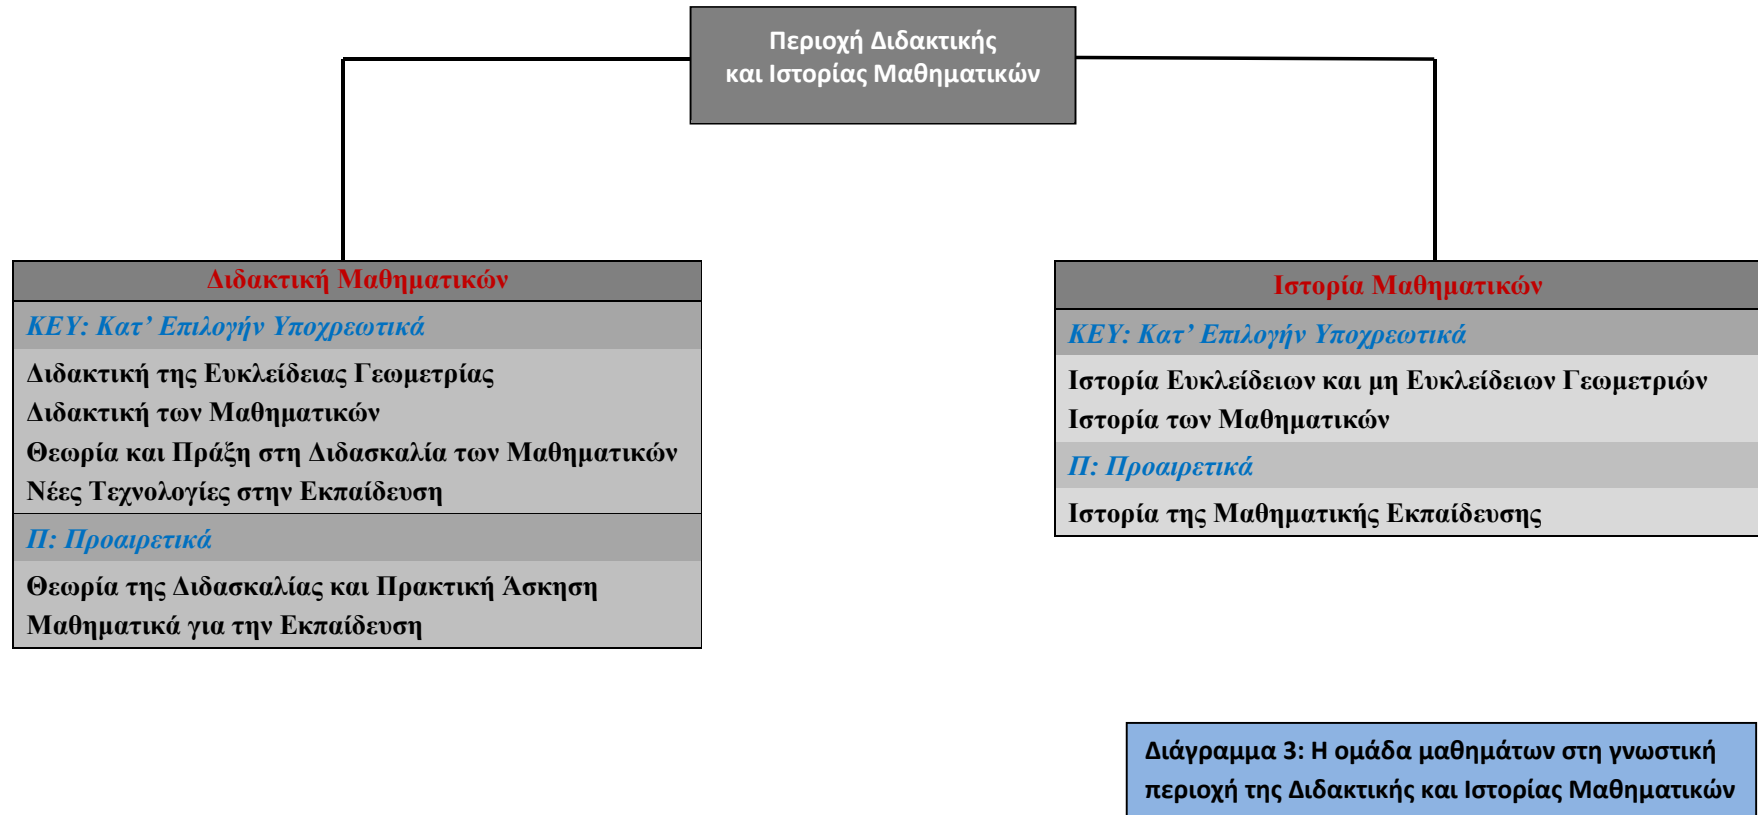 Περιοχή Διδακτικής
και Ιστορίας Μαθηματικών
Διδακτική Μαθηματικών
ΚΕΥ: Κατ’ Επιλογήν Υποχρεωτικά
Διδακτική της Ευκλείδειας Γεωμετρίας
Διδακτική των Μαθηματικών
Θεωρία και Πράξη στη Διδασκαλία των Μαθηματικών
Νέες Τεχνολογίες στην Εκπαίδευση
Π: Προαιρετικά
Θεωρία της Διδασκαλίας και Πρακτική Άσκηση
Μαθηματικά για την Εκπαίδευση
Ιστορία Μαθηματικών
ΚΕΥ: Κατ’ Επιλογήν Υποχρεωτικά
Ιστορία Ευκλείδειων και μη Ευκλείδειων Γεωμετριών
Ιστορία των Μαθηματικών
Π: Προαιρετικά
Ιστορία της Μαθηματικής Εκπαίδευσης
Διάγραμμα 3: Η ομάδα μαθημάτων στη γνωστική
περιοχή της Διδακτικής και Ιστορίας Μαθηματικών